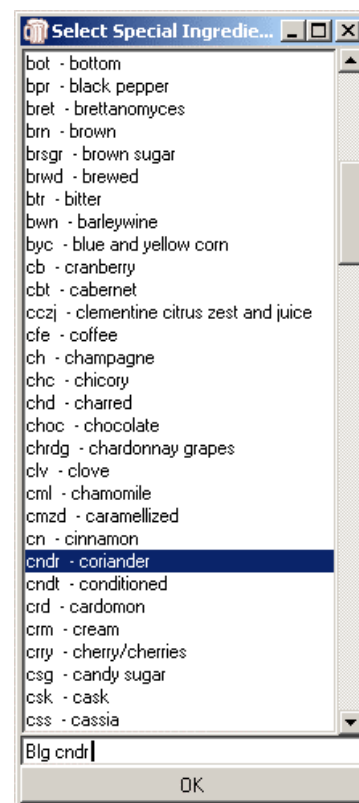 Select Special Ingredie...
bot - bottom
bpr - black pepper
bret - brettanomyces
brn - brown
brsgr - brown sugar
brwd - brewed
btr - bitter
bwn - barleywine
byc - blue and yellow corn
cb - cranberry
cbt - cabernet
cczj - clementine citrus zest and juice
cfe - coffee
ch - champagne
chc - chicory
chd - charred
choc - chocolate
chrdg - chardonnay grapes
clv - clove
cml - chamomile
cmzd - caramellized
cn - cinnamon
cndr - coriander
cndt - conditioned
crd - cardomon
crm - cream
crry - cherry/cherries
csg - candy sugar
csk - cask
css - cassia
Blg cndr
OK